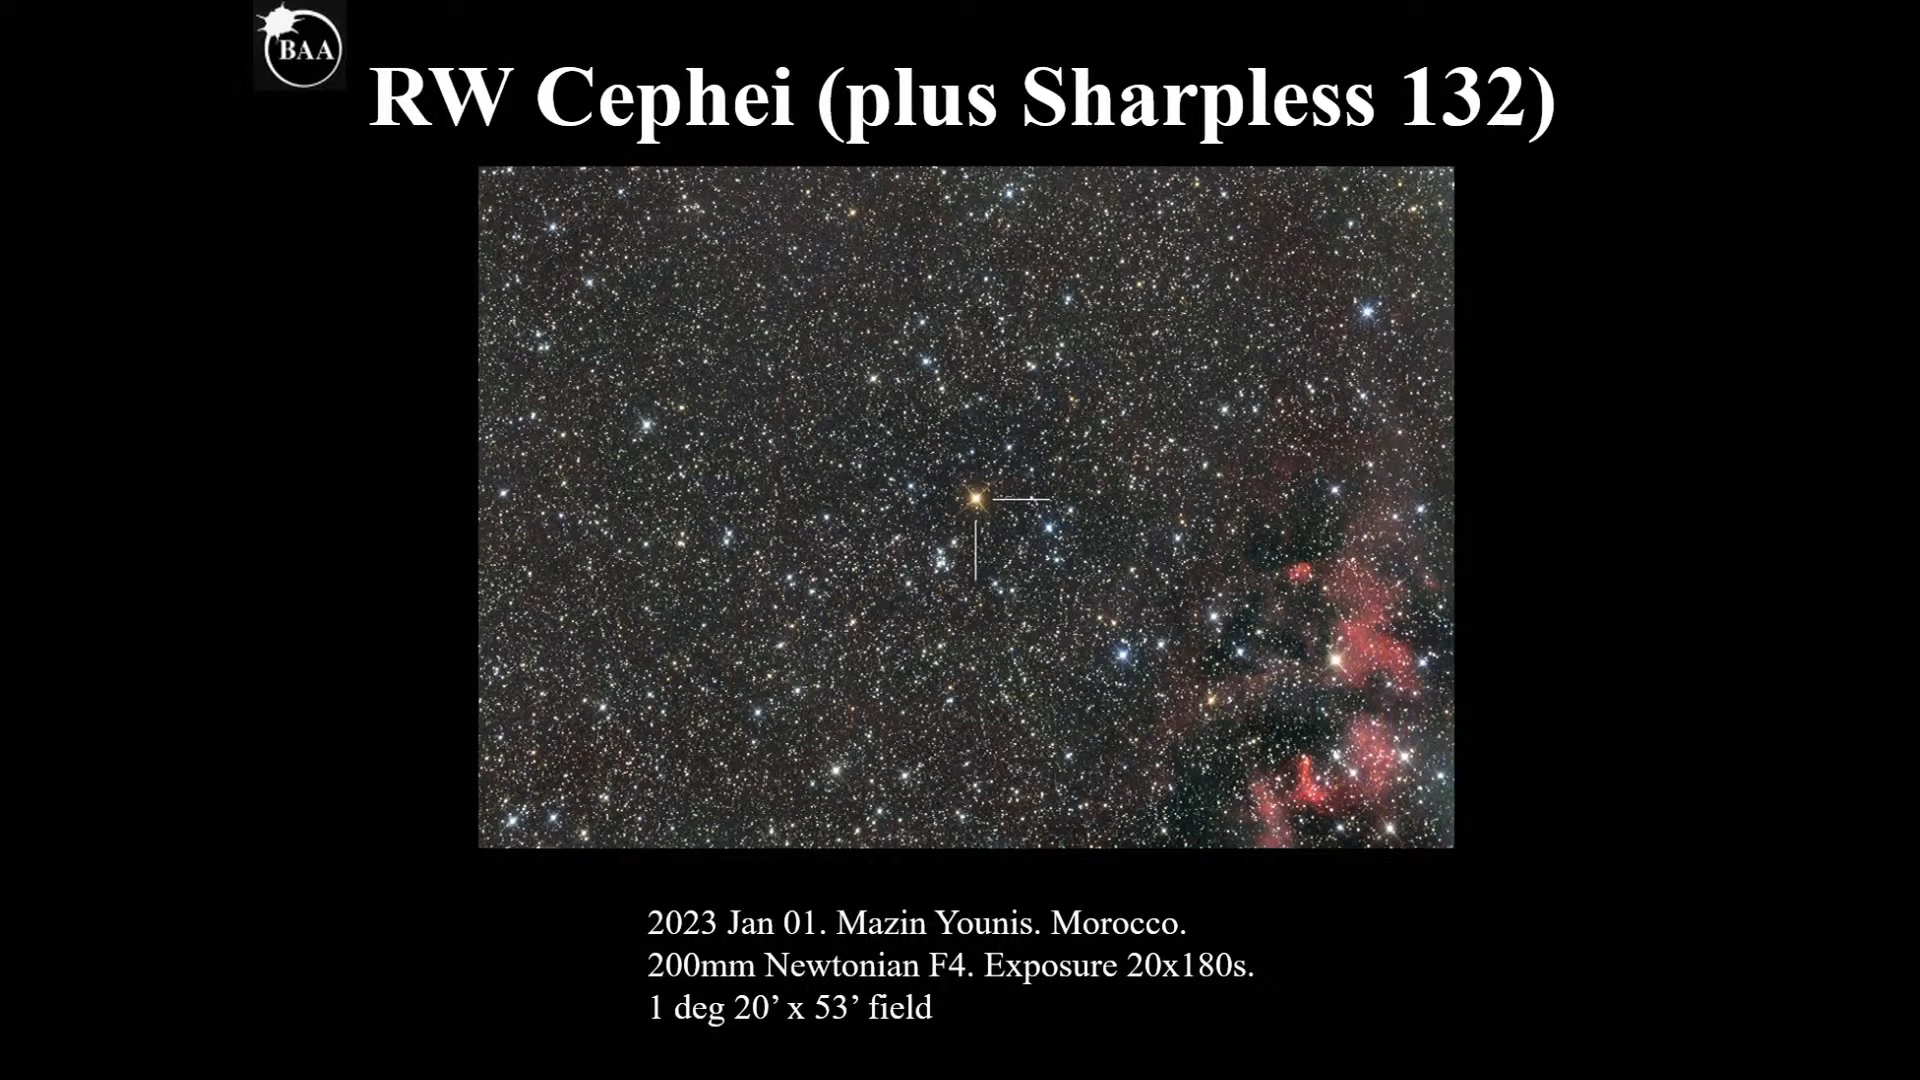 BAA
RW Cephei (plus Sharpless 132)
2023 Jan 01. Mazin Younis. Morocco.
200mm Newtonian F4. Exposure 20x180s.
1 deg 20’ x 53’ field